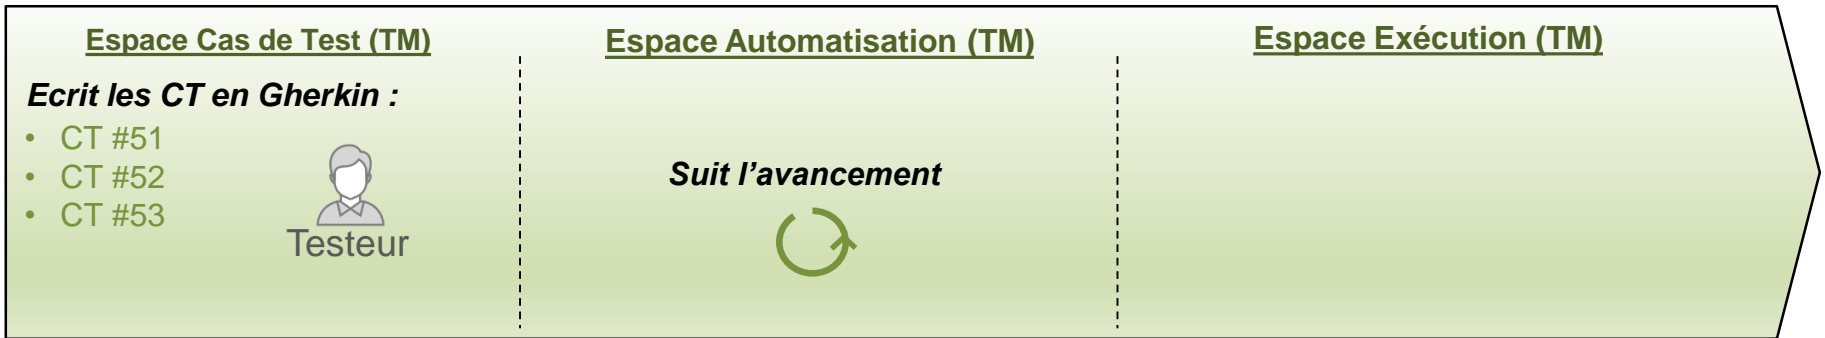 Espace Cas de Test (TM)
Ecrit les CT en Gherkin :
• CT #51
• CT #52
• CT #53
Testeur
Espace Automatisation (TM)
Suit l’avancement
Espace Exécution (TM)